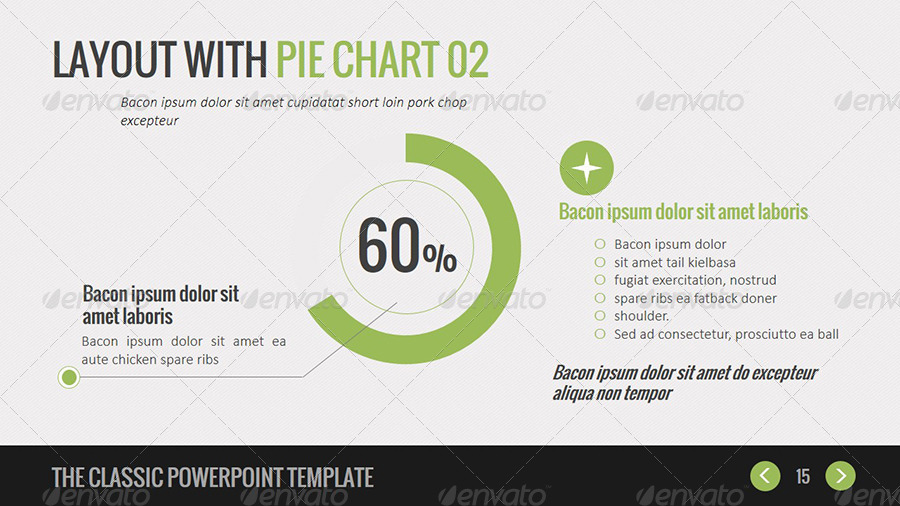 LAYOUT WITH PIE CHART 02
Bacon ipsum dolor sit amet cupidatat short loin pork chop
excepteur
60%
Bacon ipsum dolor sit
amet laboris
Bacon ipsum dolor sit amet ea
aute chicken spare ribs
Bacon ipsum dolor sit amet laboris
Bacon ipsum dolor
sit amet tail kielbasa
fugiat exercitation, nostrud
spare ribs ea fatback doner
shoulder.
Sed ad consectetur, prosciutto ea ball
Bacon ipsum dolor sit amet do excepteur
aliqua non tempor
THE CLASSIC POWERPOINT TEMPLATE
15
envato